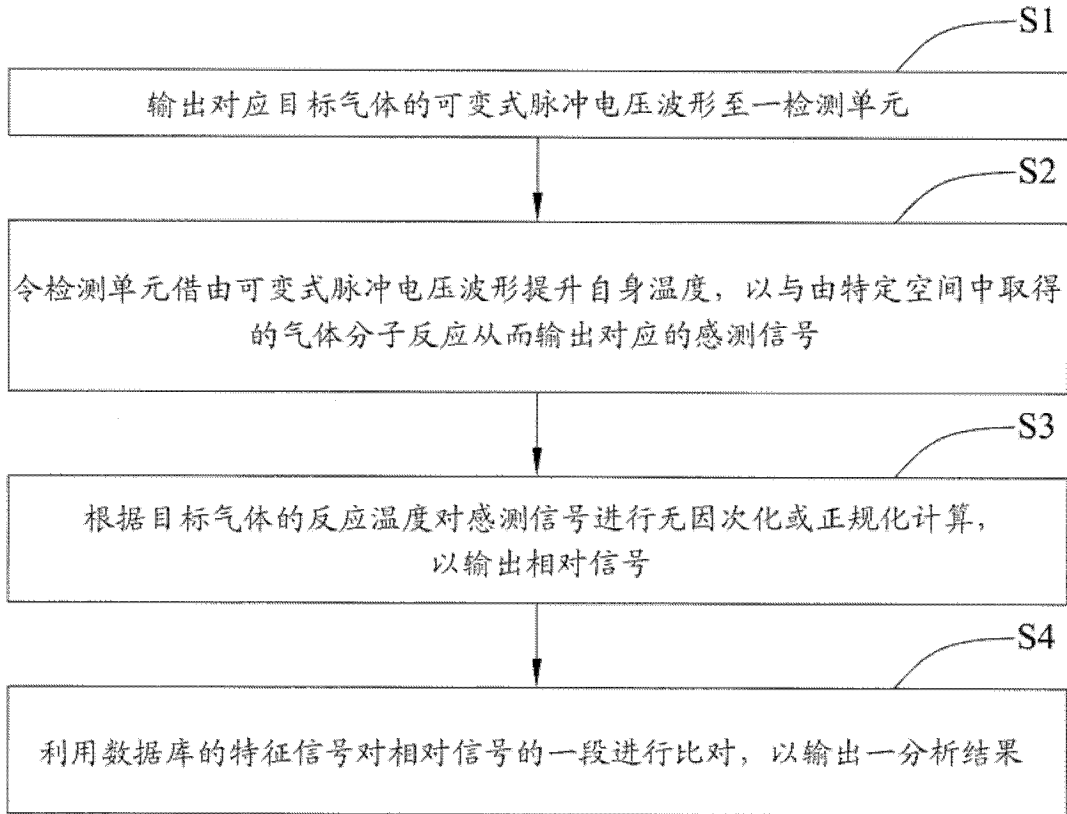 S1
输出对应目标气体的可变式脉冲电压波形至一检测单元
S2
令检测单元借由可变式脉冲电压波形提升自身温度，以与由特定空间中取得
的气体分子反应从而输出对应的感测信号
S3
根据目标气体的反应温度对感测信号进行无因次化或正规化计算，
以输出相对信号
S4
利用数据库的特征信号对相对信号的一段进行比对，以输出一分析结果